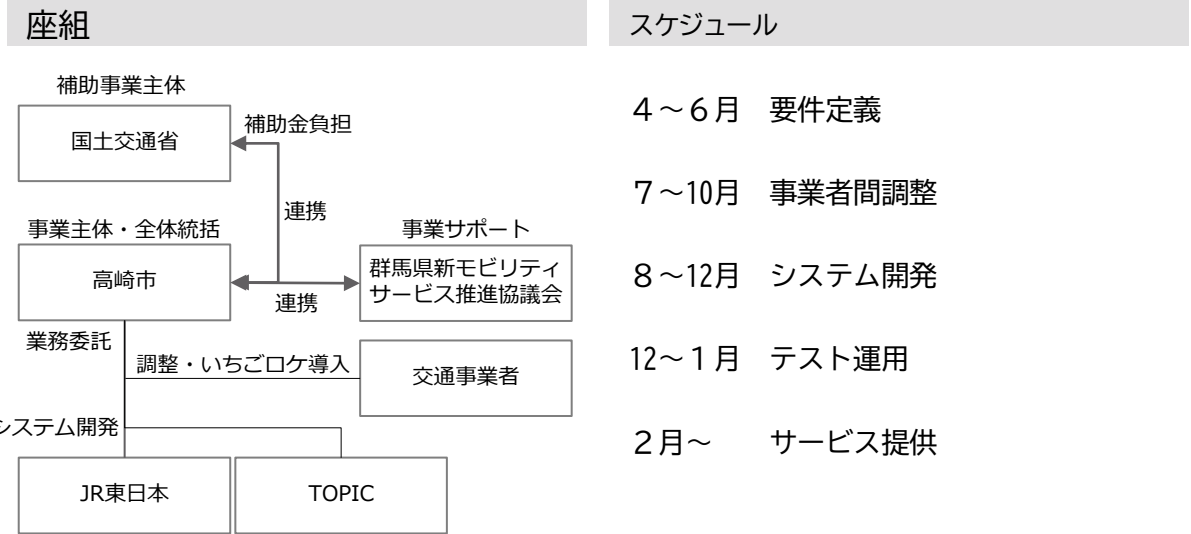 座組
補助事業主体
国土交通省
補助金負担
連携
事業主体・全体統括
高崎市
連携
事業サポート
群馬県新モビリティ
サービス推進協議会
業務委託
調整・いちごロケ導入
交通事業者
システム開発
JR東日本
TOPIC
スケジュール
4～6月 要件定義
7～10月 事業者間調整
8～12月 システム開発
12～1月 テスト運用
2月～ サービス提供